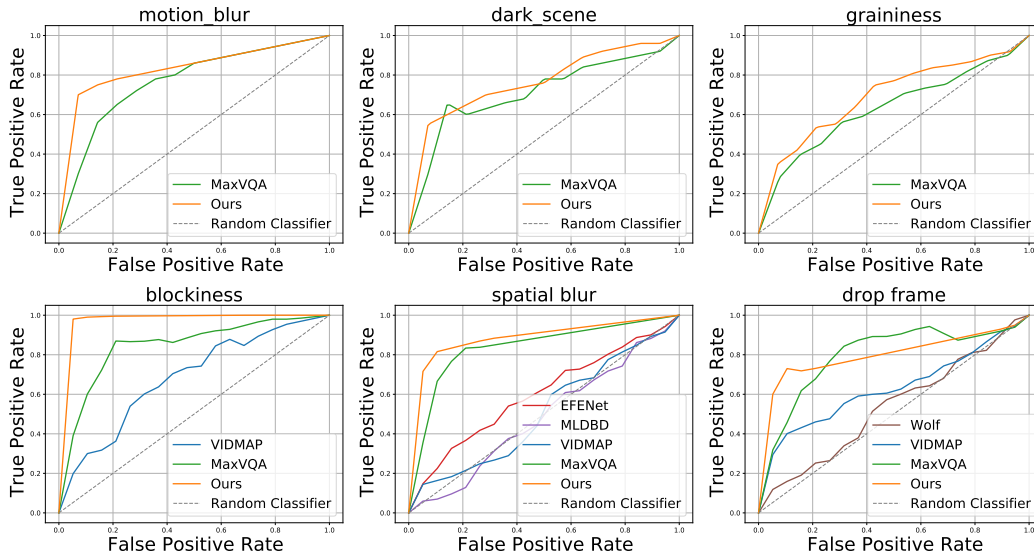 motion_blur
True Positive Rate
1.0
0.8
0.6
0.4
0.2
0.0
MaxVQA
Ours
Random Classifier
0.0 0.2 0.4 0.6 0.8 1.0
False Positive Rate
dark_scene
True Positive Rate
1.0
0.8
0.6
0.4
0.2
0.0
MaxVQA
Ours
Random Classifier
0.0 0.2 0.4 0.6 0.8 1.0
False Positive Rate
graininess
True Positive Rate
1.0
0.8
0.6
0.4
0.2
0.0
MaxVQA
Ours
Random Classifier
0.0 0.2 0.4 0.6 0.8 1.0
False Positive Rate
blockiness
True Positive Rate
1.0
0.8
0.6
0.4
0.2
0.0
VIDMAP
MaxVQA
Ours
Random Classifier
0.0 0.2 0.4 0.6 0.8 1.0
False Positive Rate
spatial blur
True Positive Rate
1.0
0.8
0.6
0.4
0.2
0.0
EFENet
MLDBD
VIDMAP
MaxVQA
Ours
Random Classifier
0.0 0.2 0.4 0.6 0.8 1.0
False Positive Rate
drop frame
True Positive Rate
1.0
0.8
0.6
0.4
0.2
0.0
Wolf
VIDMAP
MaxVQA
Ours
Random Classifier
0.0 0.2 0.4 0.6 0.8 1.0
False Positive Rate